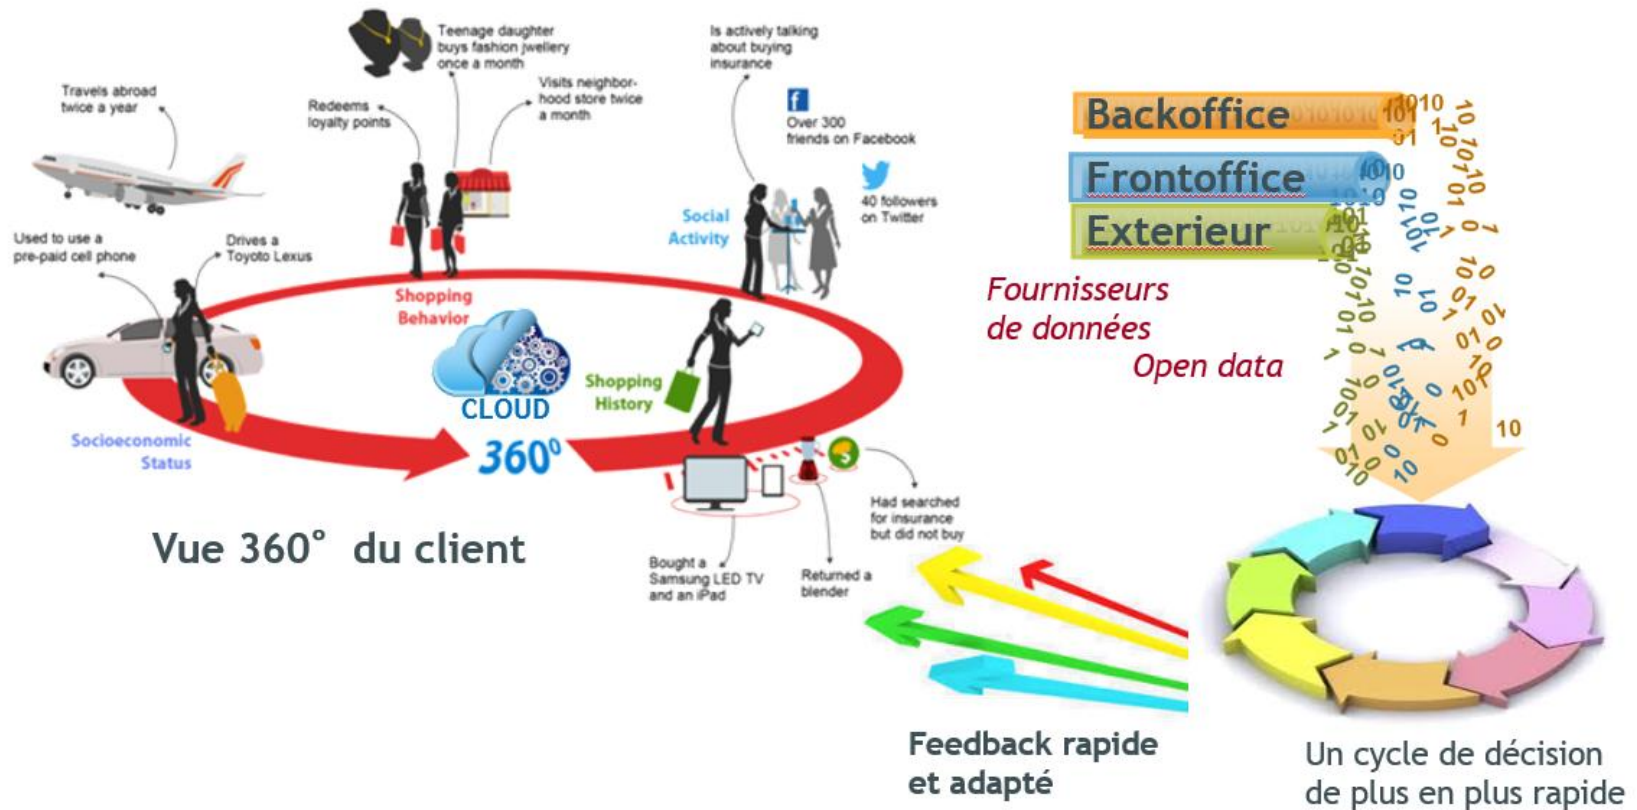 Teenage daughter
buys fashion jwellery
once a month
Is actively talking
about buying
insurance
Travels abroad
twice a year
Redeems
loyalty points
Visits neighbor-
hood store twice
a month
Over 300
friends on Facebook
40 followers
on Twitter
Social
Activity
Used to use a
pre-paid cell phone
Drives a
Toyoto Lexus
Shopping
Behavior
CLOUD
360⁰
Shopping
History
Socioeconomic
Status
Had searched
for insurance
but did not buy
Bought a
Samsung LED TV
and an iPad
Returned a
blender
Vue 360° du client
Backoffice
Frontoffice
Exterieur
Fournisseurs
de données
Open data
Feedback rapide
et adapté
Un cycle de décision
de plus en plus rapide